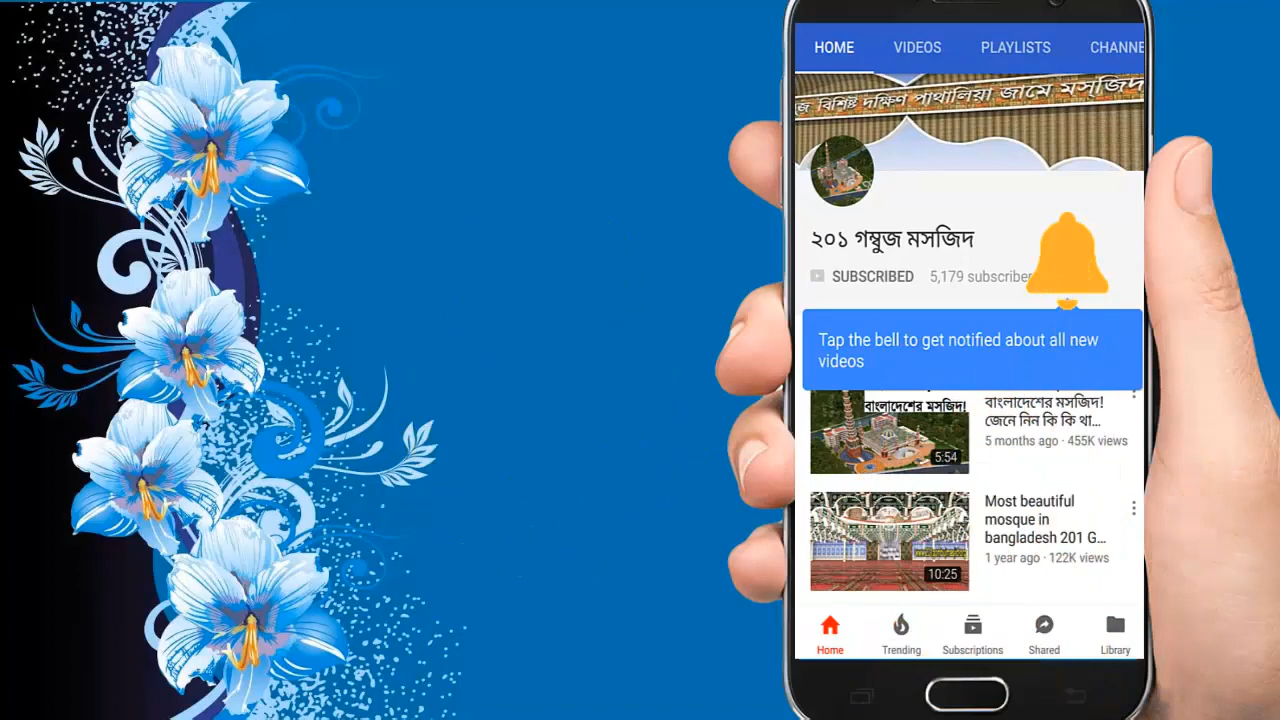 HOME VIDEOS PLAYLISTS CHANNE
জ বিশিষ্ট দক্ষিণ পাথালিয়া জামে মসজিদ
২০১ গম্বুজ মসজিদ
SUBSCRIBED 5,179 subscriber
Tap the bell to get notified about all new
videos
বাংলাদেশের মসজিদ!
বাংলাদেশের মসজিদ!
জেনে নিন কি কি থা...
5 months ago · 455K views
5:54
Most beautiful
mosque in
bangladesh 201 G...
1 year ago · 122K views
10:25
Home Trending Subscriptions Shared Library